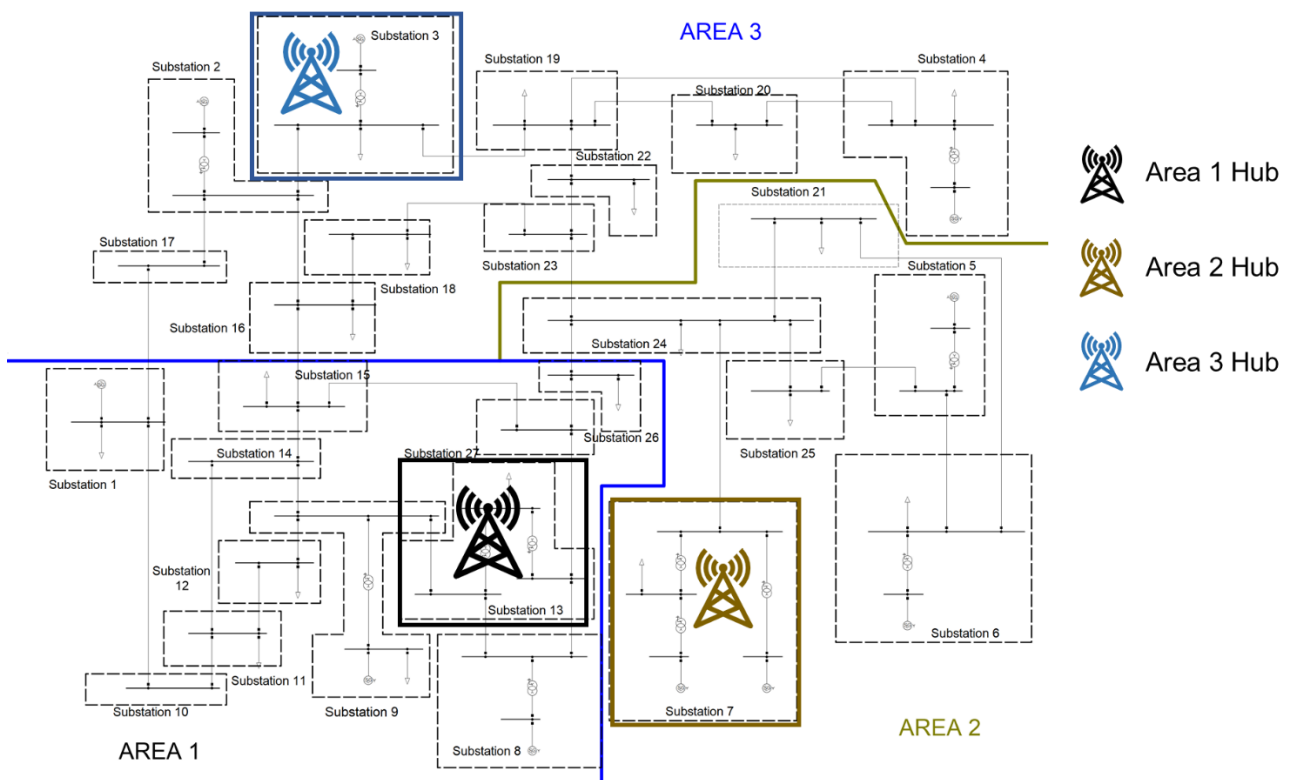 Substation 3
AREA 3
Substation 2
Substation 19
Substation 4
Substation 20
Substation 22
Substation 21
Area 1 Hub
Substation 17
Substation 23
Substation 5
Area 2 Hub
Substation 18
Substation 16
Substation 24
Area 3 Hub
Substation 15
Substation 26
Substation 14
Substation 27
Substation 25
Substation 1
Substation
12
Substation 13
Substation 6
Substation 11
Substation 10
Substation 9
Substation 7
AREA 2
AREA 1
Substation 8